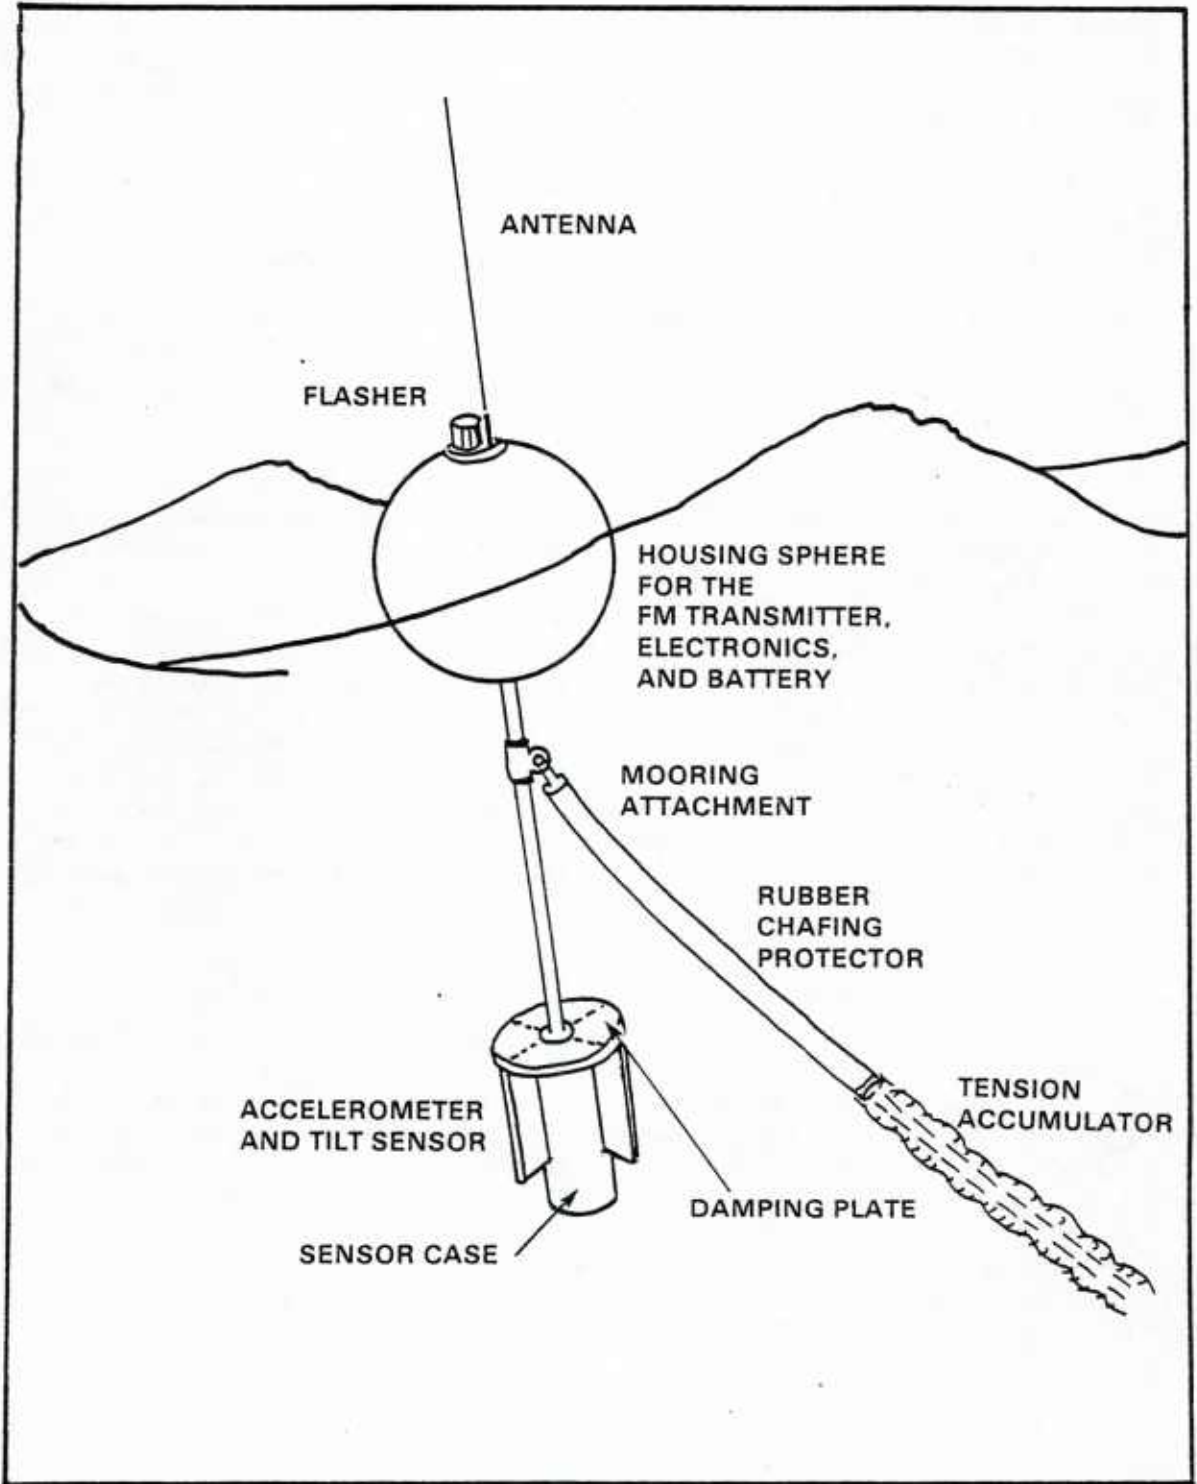 ANTENNA
FLASHER
HOUSING SPHERE
FOR THE
FM TRANSMITTER,
ELECTRONICS,
AND BATTERY
MOORING
ATTACHMENT
RUBBER
CHAFING
PROTECTOR
TENSION
ACCUMULATOR
ACCELEROMETER
AND TILT SENSOR
DAMPING PLATE
SENSOR CASE